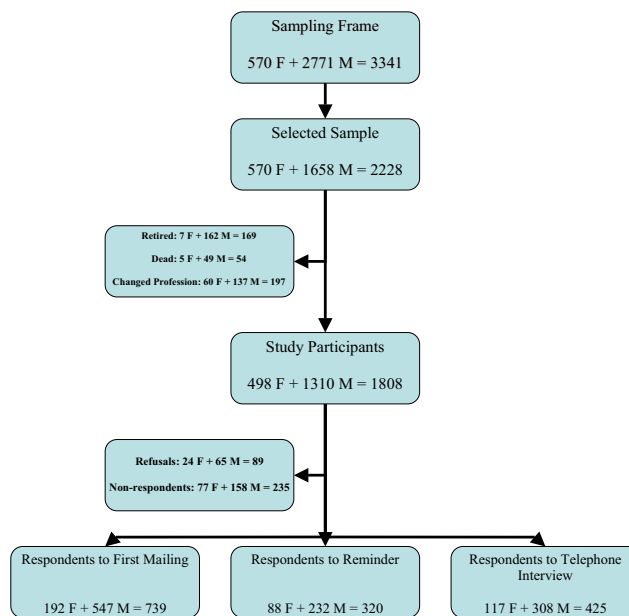 Sampling Frame
570 F + 2771 M = 3341
Selected Sample
570 F + 1658 M = 2228
Retired: 7 F + 162 M = 169
Dead: 5 F + 49 M = 54
Changed Profession: 60 F + 137 M = 197
Study Participants
498 F + 1310 M = 1808
Refusals: 24 F + 65 M = 89
Non-respondents: 77 F + 158 M = 235
Respondents to First Mailing
192 F + 547 M = 739
Respondents to Reminder
88 F + 232 M = 320
Respondents to Telephone
Interview
117 F + 308 M = 425